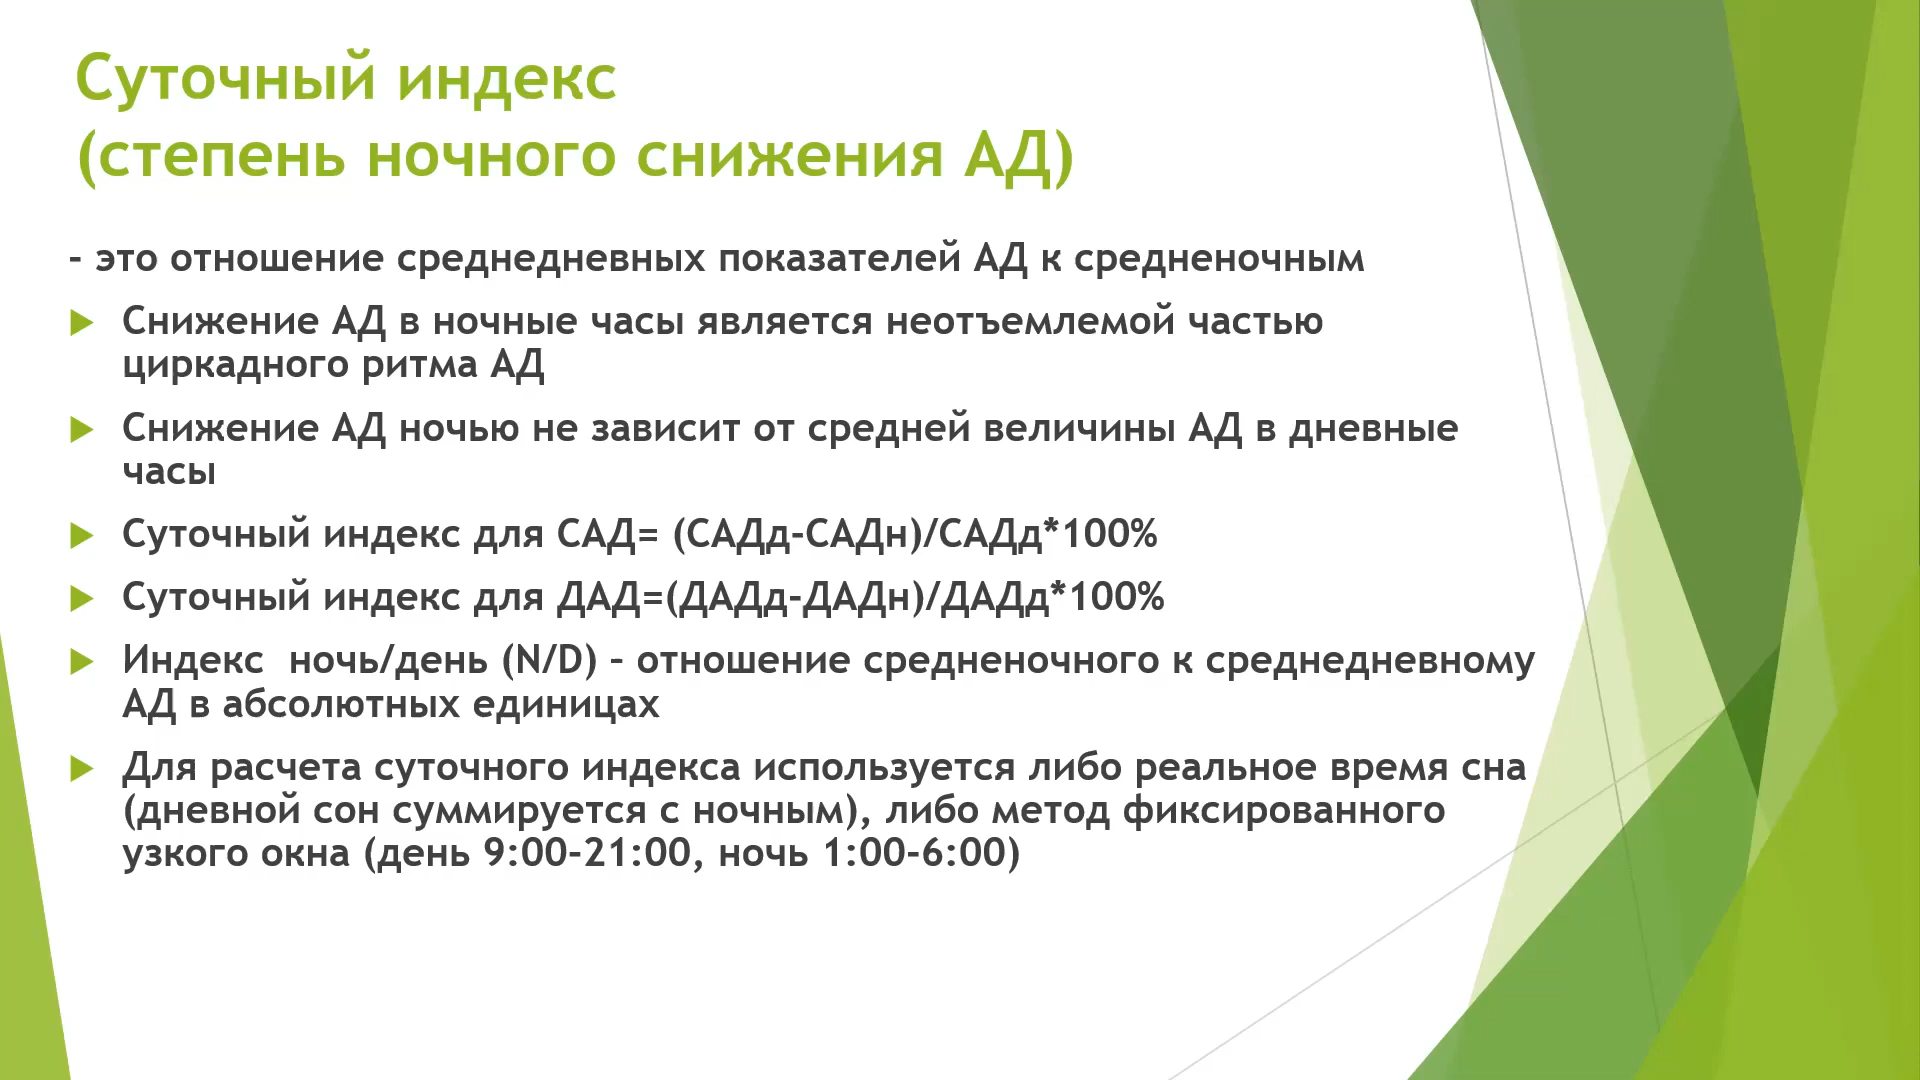 Суточный индекс
(степень ночного снижения АД)
- это отношение среднедневных показателей АД к средненочным
Снижение АД в ночные часы является неотъемлемой частью
циркадного ритма АД
Снижение АД ночью не зависит от средней величины АД в дневные
часы
Суточный индекс для САД= (САДд-САДн)/САДд*100%
Суточный индекс для ДАД=(ДАДд-ДАДн)/ДАДд*100%
Индекс  ночь/день (N/D) – отношение средненочного к среднедневному
АД в абсолютных единицах
Для расчета суточного индекса используется либо реальное время сна
(дневной сон суммируется с ночным), либо метод фиксированного
узкого окна (день 9:00-21:00, ночь 1:00-6:00)